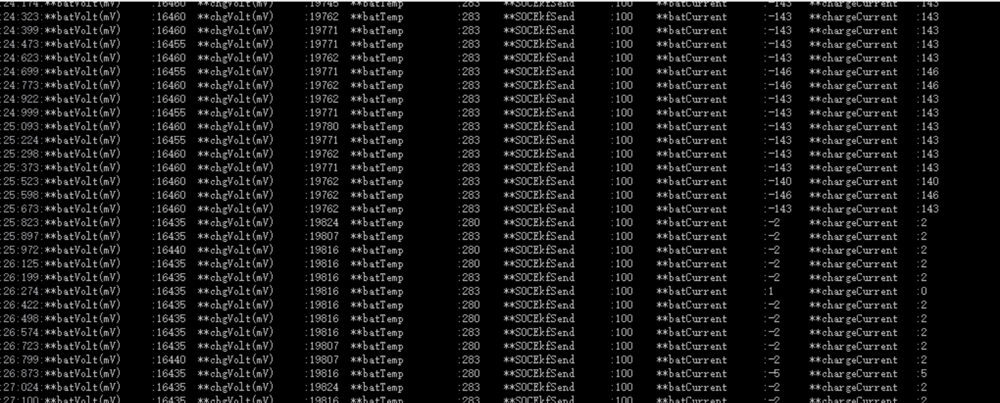 :24:174:**batVolt(mV) :16460 **chgVolt(mV) :19745 **batTemp :283 **SOCEkfSend :100 **batCurrent :-143 **chargeCurrent :143
:24:323:**batVolt(mV) :16460 **chgVolt(mV) :19762 **batTemp :283 **SOCEkfSend :100 **batCurrent :-143 **chargeCurrent :143
:24:399:**batVolt(mV) :16460 **chgVolt(mV) :19771 **batTemp :283 **SOCEkfSend :100 **batCurrent :-143 **chargeCurrent :143
:24:473:**batVolt(mV) :16455 **chgVolt(mV) :19771 **batTemp :283 **SOCEkfSend :100 **batCurrent :-143 **chargeCurrent :143
:24:623:**batVolt(mV) :16460 **chgVolt(mV) :19762 **batTemp :283 **SOCEkfSend :100 **batCurrent :-143 **chargeCurrent :143
:24:699:**batVolt(mV) :16455 **chgVolt(mV) :19771 **batTemp :283 **SOCEkfSend :100 **batCurrent :-146 **chargeCurrent :146
:24:773:**batVolt(mV) :16460 **chgVolt(mV) :19762 **batTemp :283 **SOCEkfSend :100 **batCurrent :-146 **chargeCurrent :146
:24:922:**batVolt(mV) :16460 **chgVolt(mV) :19762 **batTemp :283 **SOCEkfSend :100 **batCurrent :-143 **chargeCurrent :143
:24:999:**batVolt(mV) :16455 **chgVolt(mV) :19771 **batTemp :283 **SOCEkfSend :100 **batCurrent :-143 **chargeCurrent :143
:25:093:**batVolt(mV) :16460 **chgVolt(mV) :19780 **batTemp :283 **SOCEkfSend :100 **batCurrent :-143 **chargeCurrent :143
:25:224:**batVolt(mV) :16455 **chgVolt(mV) :19771 **batTemp :283 **SOCEkfSend :100 **batCurrent :-143 **chargeCurrent :143
:25:298:**batVolt(mV) :16460 **chgVolt(mV) :19762 **batTemp :283 **SOCEkfSend :100 **batCurrent :-143 **chargeCurrent :143
:25:373:**batVolt(mV) :16460 **chgVolt(mV) :19771 **batTemp :283 **SOCEkfSend :100 **batCurrent :-143 **chargeCurrent :143
:25:523:**batVolt(mV) :16460 **chgVolt(mV) :19762 **batTemp :283 **SOCEkfSend :100 **batCurrent :-140 **chargeCurrent :140
:25:598:**batVolt(mV) :16460 **chgVolt(mV) :19762 **batTemp :283 **SOCEkfSend :100 **batCurrent :-146 **chargeCurrent :146
:25:673:**batVolt(mV) :16460 **chgVolt(mV) :19762 **batTemp :283 **SOCEkfSend :100 **batCurrent :-143 **chargeCurrent :143
:25:823:**batVolt(mV) :16435 **chgVolt(mV) :19824 **batTemp :280 **SOCEkfSend :100 **batCurrent :-2 **chargeCurrent :2
:25:897:**batVolt(mV) :16435 **chgVolt(mV) :19807 **batTemp :283 **SOCEkfSend :100 **batCurrent :-2 **chargeCurrent :2
:25:972:**batVolt(mV) :16440 **chgVolt(mV) :19816 **batTemp :280 **SOCEkfSend :100 **batCurrent :-2 **chargeCurrent :2
:26:125:**batVolt(mV) :16435 **chgVolt(mV) :19816 **batTemp :280 **SOCEkfSend :100 **batCurrent :-2 **chargeCurrent :2
:26:199:**batVolt(mV) :16435 **chgVolt(mV) :19816 **batTemp :283 **SOCEkfSend :100 **batCurrent :-2 **chargeCurrent :2
:26:274:**batVolt(mV) :16435 **chgVolt(mV) :19816 **batTemp :283 **SOCEkfSend :100 **batCurrent :1 **chargeCurrent :0
:26:422:**batVolt(mV) :16435 **chgVolt(mV) :19816 **batTemp :280 **SOCEkfSend :100 **batCurrent :-2 **chargeCurrent :2
:26:498:**batVolt(mV) :16435 **chgVolt(mV) :19816 **batTemp :280 **SOCEkfSend :100 **batCurrent :-2 **chargeCurrent :2
:26:574:**batVolt(mV) :16435 **chgVolt(mV) :19816 **batTemp :283 **SOCEkfSend :100 **batCurrent :-2 **chargeCurrent :2
:26:723:**batVolt(mV) :16435 **chgVolt(mV) :19807 **batTemp :280 **SOCEkfSend :100 **batCurrent :-2 **chargeCurrent :2
:26:799:**batVolt(mV) :16440 **chgVolt(mV) :19807 **batTemp :283 **SOCEkfSend :100 **batCurrent :-2 **chargeCurrent :2
:26:873:**batVolt(mV) :16435 **chgVolt(mV) :19816 **batTemp :280 **SOCEkfSend :100 **batCurrent :-5 **chargeCurrent :5
:27:024:**batVolt(mV) :16435 **chgVolt(mV) :19824 **batTemp :283 **SOCEkfSend :100 **batCurrent :-2 **chargeCurrent :2
:27:100:**batVolt(mV) :16435 **chgVolt(mV) :19816 **batTemp :283 **SOCEkfSend :100 **batCurrent :-2 **chargeCurrent :2